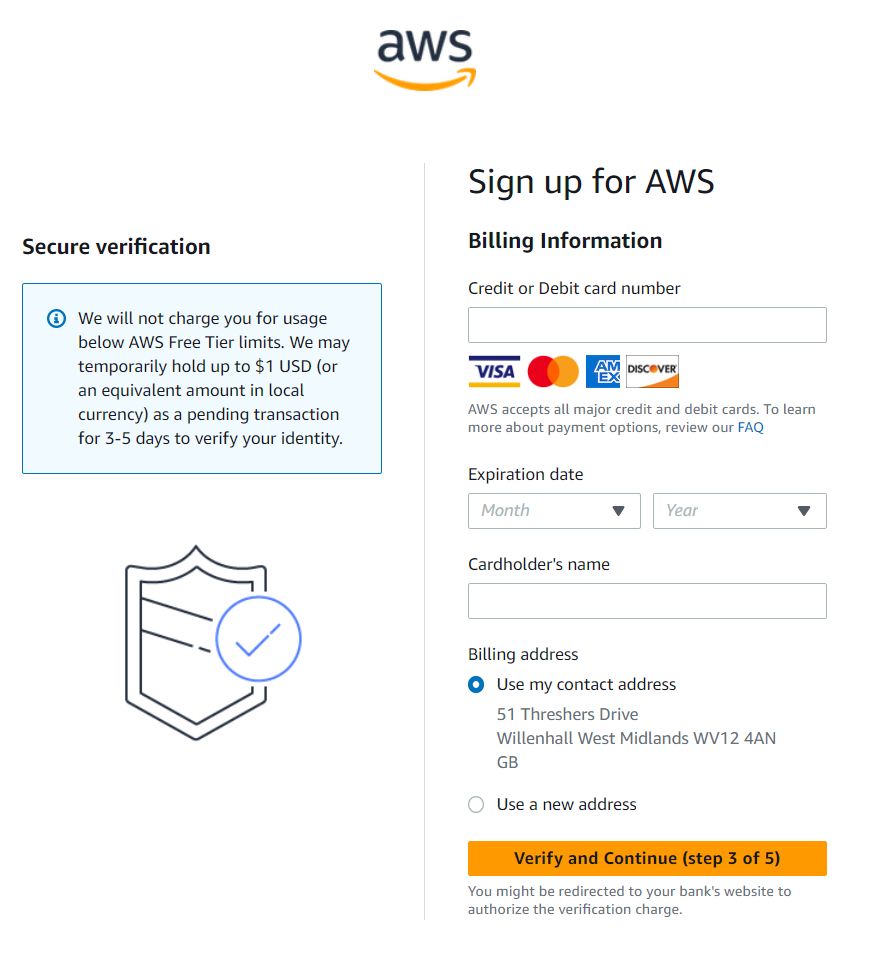 aws
Secure verification
We will not charge you for usage
below AWS Free Tier limits. We may
temporarily hold up to $1 USD (or
an equivalent amount in local
currency) as a pending transaction
for 3-5 days to verify your identity.
Sign up for AWS
Billing Information
Credit or Debit card number
VISA AM EX DISCOVER
AWS accepts all major credit and debit cards. To learn
more about payment options, review our FAQ
Expiration date
Month Year
Cardholder's name
Billing address
Use my contact address
51 Threshers Drive
Willenhall West Midlands WV12 4AN
GB
Use a new address
Verify and Continue (step 3 of 5)
You might be redirected to your bank's website to
authorize the verification charge.